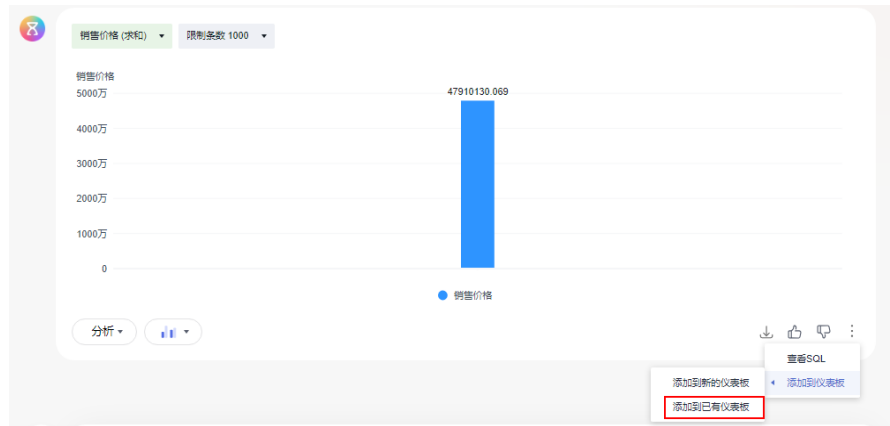 销售价格 (求和)
限制条数 1000
销售价格
5000万
47910130.069
4000万
3000万
2000万
1000万
0
销售价格
分析
查看SQL
添加到新的仪表板
添加到仪表板
添加到已有仪表板